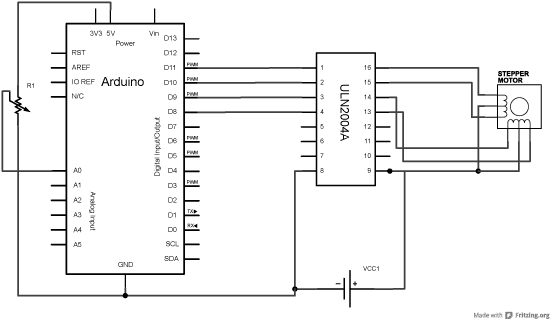 3V3 5V Vin
Power
RST
AREF
IO REF
N/C
Arduino
R1
A0
A1
A2
A3
A4
A5
Analog Input
Digital Input/Output
D13
D12
D11 PWM
D10 PWM
D9 PWM
D8
D7
D6 PWM
D5 PWM
D4
D3 PWM
D2
D1 TX
D0 RX
SCL
SDA
GND
ULN2004A
1 16
2 15
3 14
4 13
5 12
6 11
7 10
8 9
STEPPER
MOTOR
VCC1
- +
Made with Fritzing.org